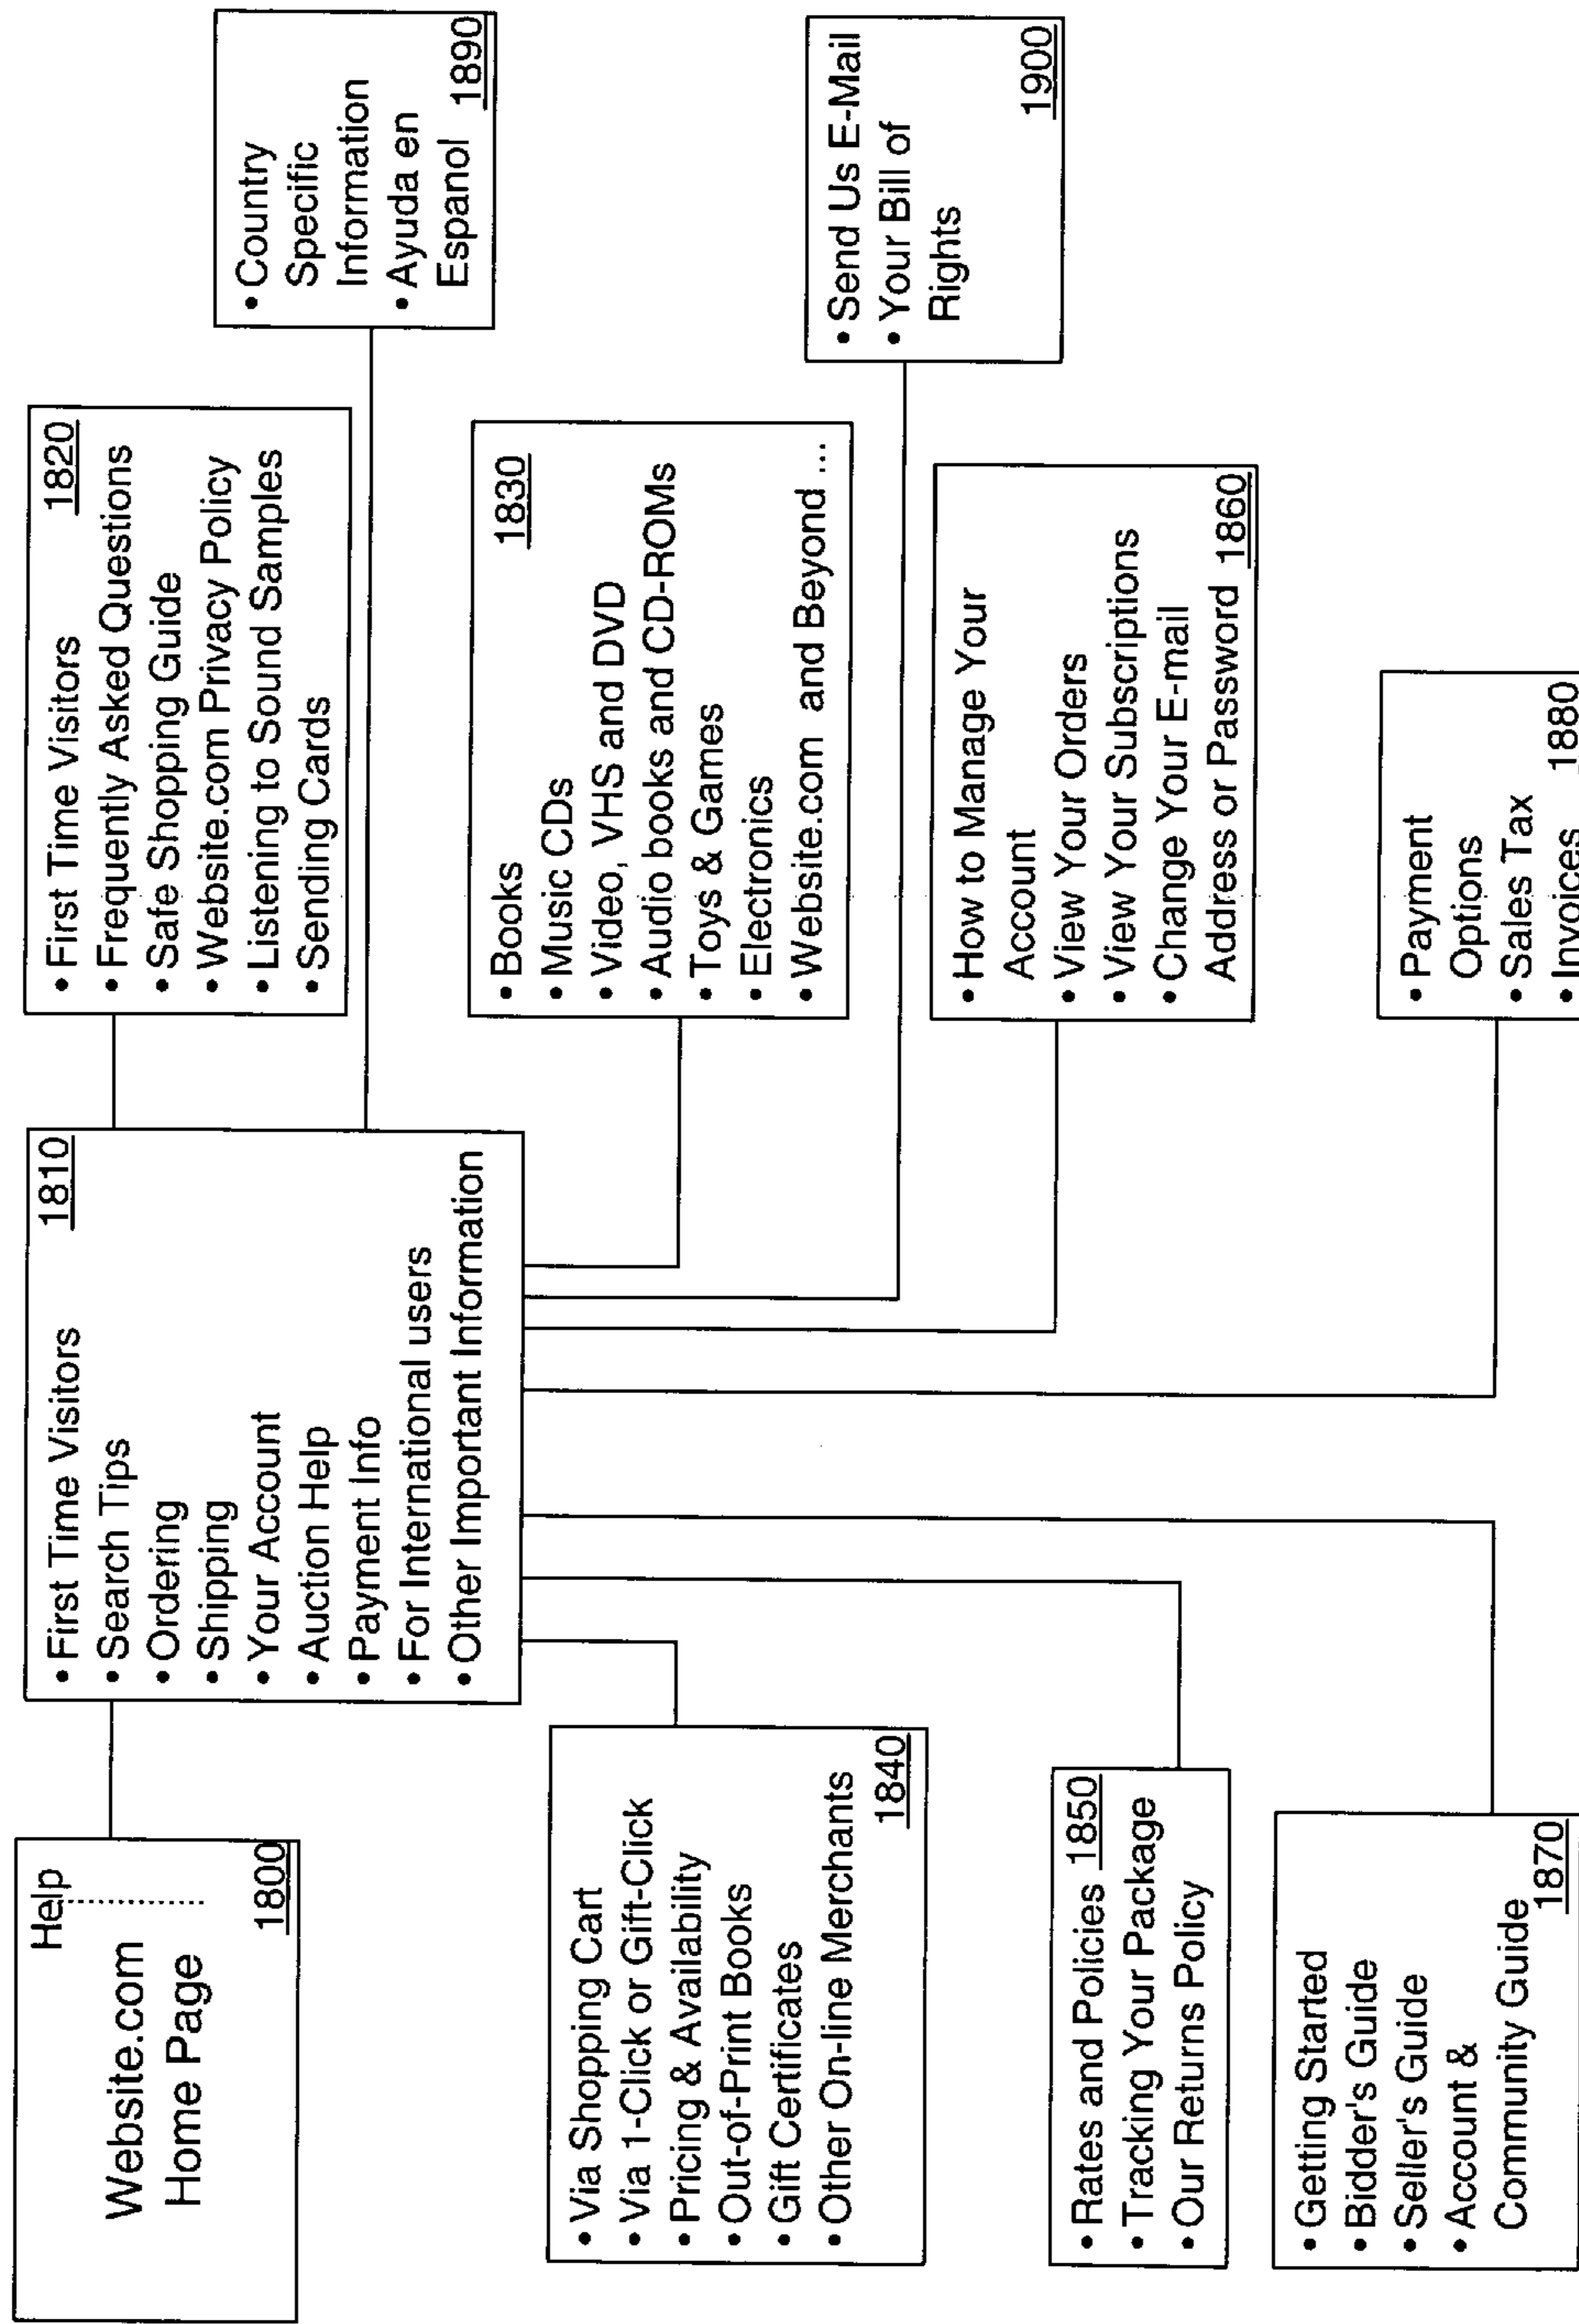 Help
Website.com
Home Page
1800
• First Time Visitors 1810
• Search Tips
• Ordering
• Shipping
• Your Account
• Auction Help
• Payment Info
• For International users
• Other Important Information
• First Time Visitors 1820
• Frequently Asked Questions
• Safe Shopping Guide
• Website.com Privacy Policy
• Listening to Sound Samples
• Sending Cards
• Country
Specific
Information
• Ayuda en
Espanol 1890
• Via Shopping Cart
• Via 1-Click or Gift-Click
• Pricing & Availability
• Out-of-Print Books
• Gift Certificates
• Other On-line Merchants
1840
• Books 1830
• Music CDs
• Video, VHS and DVD
• Audio books and CD-ROMs
• Toys & Games
• Electronics
• Website.com and Beyond ...
• Send Us E-Mail
• Your Bill of
Rights
1900
• Rates and Policies 1850
• Tracking Your Package
• Our Returns Policy
• How to Manage Your
Account
• View Your Orders
• View Your Subscriptions
• Change Your E-mail
Address or Password 1860
• Getting Started
• Bidder's Guide
• Seller's Guide
• Account &
Community Guide
1870
• Payment
Options
• Sales Tax
• Invoices 1880